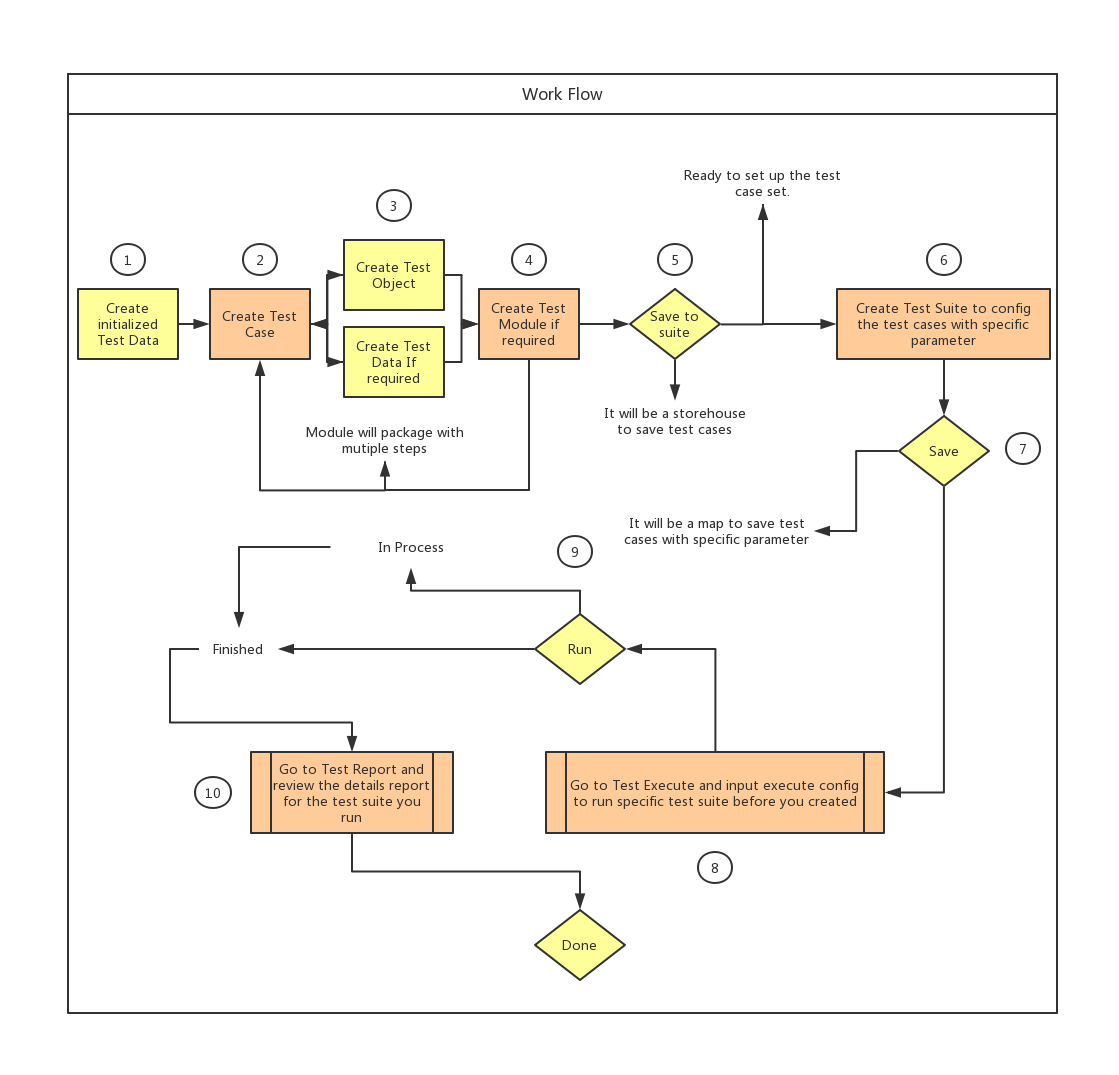 Work Flow
Ready to set up the test
case set.
3
1
2
4
5
6
Create
initialized
Test Data
Create Test
Case
Create Test
Object
Create Test
Data If
required
Create Test
Module if
required
Save to
suite
Create Test Suite to config
the test cases with specific
parameter
Module will package with
mutiple steps
It will be a storehouse
to save test cases
Save
7
It will be a map to save test
cases with specific parameter
In Process
9
Finished
Run
10
Go to Test Report and
review the details report
for the test suite you
run
Go to Test Execute and input execute config
to run specific test suite before you created
8
Done